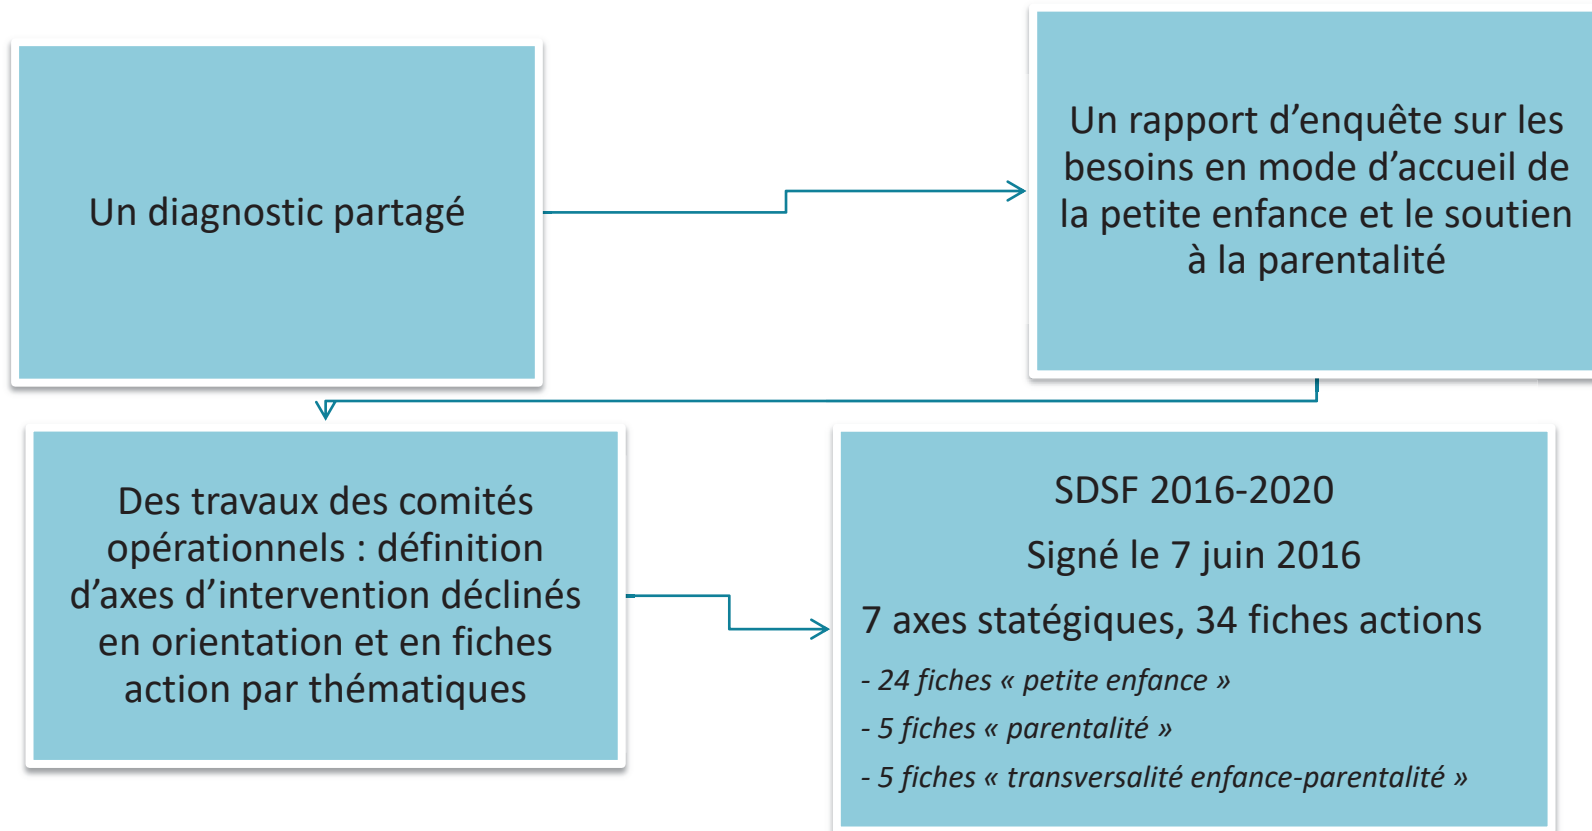 Un diagnostic partagé
Un rapport d’enquête sur les
besoins en mode d’accueil de
la petite enfance et le soutien
à la parentalité
Des travaux des comités
opérationnels : définition
d’axes d’intervention déclinés
en orientation et en fiches
action par thématiques
SDSF 2016-2020
Signé le 7 juin 2016
7 axes statégiques, 34 fiches actions
- 24 fiches « petite enfance »
- 5 fiches « parentalité »
- 5 fiches « transversalité enfance-parentalité »